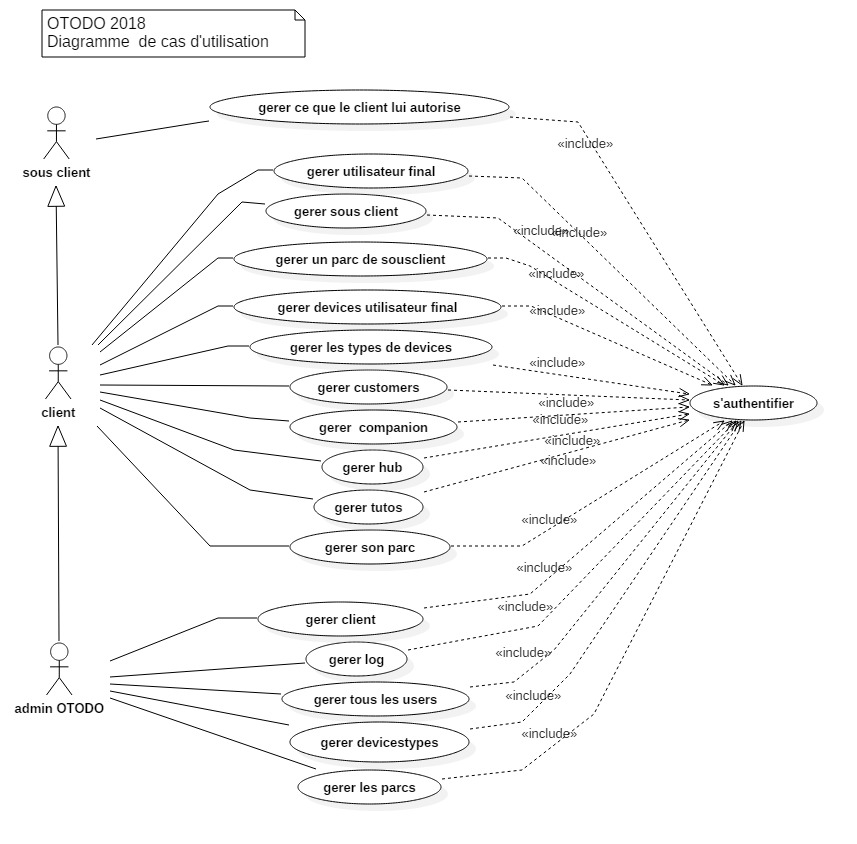 OTODO 2018
Diagramme  de cas d'utilisation
gerer ce que le client lui autorise
«include»
sous client
gerer utilisateur final
gerer sous client
«include»
«include»
gerer un parc de sousclient
«include»
gerer devices utilisateur final
«include»
gerer les types de devices
«include»
client
gerer customers
«include»
s'authentifier
gerer  companion
«include»
«include»
gerer hub
«include»
gerer tutos
«include»
gerer son parc
«include»
gerer client
«include»
gerer log
«include»
admin OTODO
gerer tous les users
«include»
gerer devicestypes
«include»
gerer les parcs